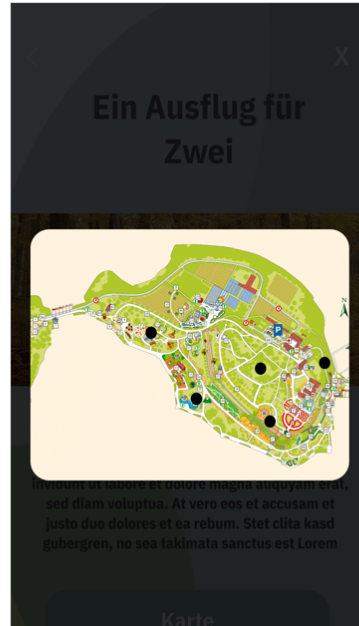 X
Ein Ausflug für
Zwei
P
N
invidunt ut labore et dolore magna aliquyam erat,
sed diam voluptua. At vero eos et accusam et
justo duo dolores et ea rebum. Stet clita kasd
gubergren, no sea takimata sanctus est Lorem
Karte